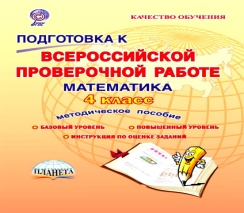 КАЧЕСТВО ОБУЧЕНИЯ
ПОДГОТОВКА К
ВСЕРОССИЙСКОЙ
ПРОВЕРОЧНОЙ РАБОТЕ
МАТЕМАТИКА
4 класс
методическое пособие
• БАЗОВЫЙ УРОВЕНЬ • ПОВЫШЕННЫЙ УРОВЕНЬ
• ИНСТРУКЦИЯ ПО ОЦЕНКЕ ЗАДАНИЙ
ПЛАНЕТА